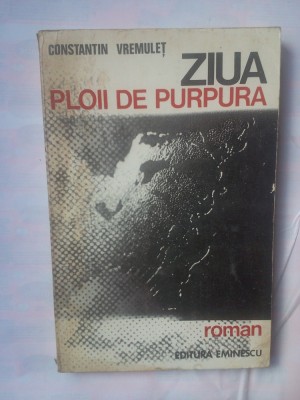 CONSTANTIN VREMULEȚ
ZIUA
PLOII DE PURPURA
roman
EDITURA EMINESCU